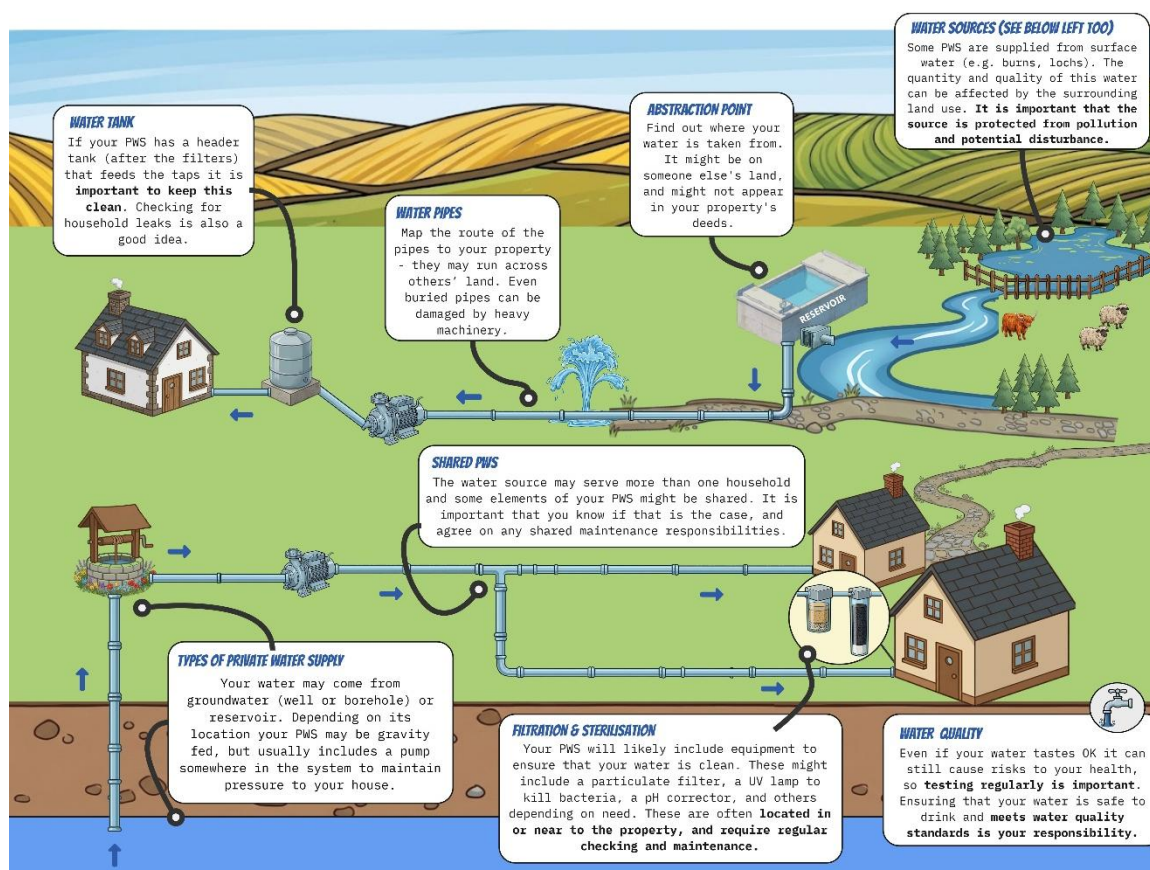 WATER SOURCES (SEE BELOW LEFT TOO)
Some PWS are supplied from surface
water (e.g. burns, lochs). The
quantity and quality of this water
can be affected by the surrounding
land use. It is important that the
source is protected from pollution
and potential disturbance.
WATER TANK
If your PWS has a header
tank (after the filters)
that feeds the taps it is
important to keep this
clean. Checking for
household leaks is also a
good idea.
ABSTRACTION POINT
Find out where your
water is taken from.
It might be on
someone else's land,
and might not appear
in your property's
deeds.
WATER PIPES
Map the route of the
pipes to your property
- they may run across
others' land. Even
buried pipes can be
damaged by heavy
machinery.
RESERVOIR
SHARED PWS
The water source may serve more than one household
and some elements of your PWS might be shared. It is
important that you know if that is the case, and
agree on any shared maintenance responsibilities.
TYPES OF PRIVATE WATER SUPPLY
Your water may come from
groundwater (well or borehole) or
reservoir. Depending on its
location your PWS may be gravity
fed, but usually includes a pump
somewhere in the system to maintain
pressure to your house.
FILTRATION & STERILISATION
Your PWS will likely include equipment to
ensure that your water is clean. These might
include a particulate filter, a UV lamp to
kill bacteria, a pH corrector, and others
depending on need. These are often located in
or near to the property, and require regular
checking and maintenance.
WATER QUALITY
Even if your water tastes OK it can
still cause risks to your health,
so testing regularly is important.
Ensuring that your water is safe to
drink and meets water quality
standards is your responsibility.